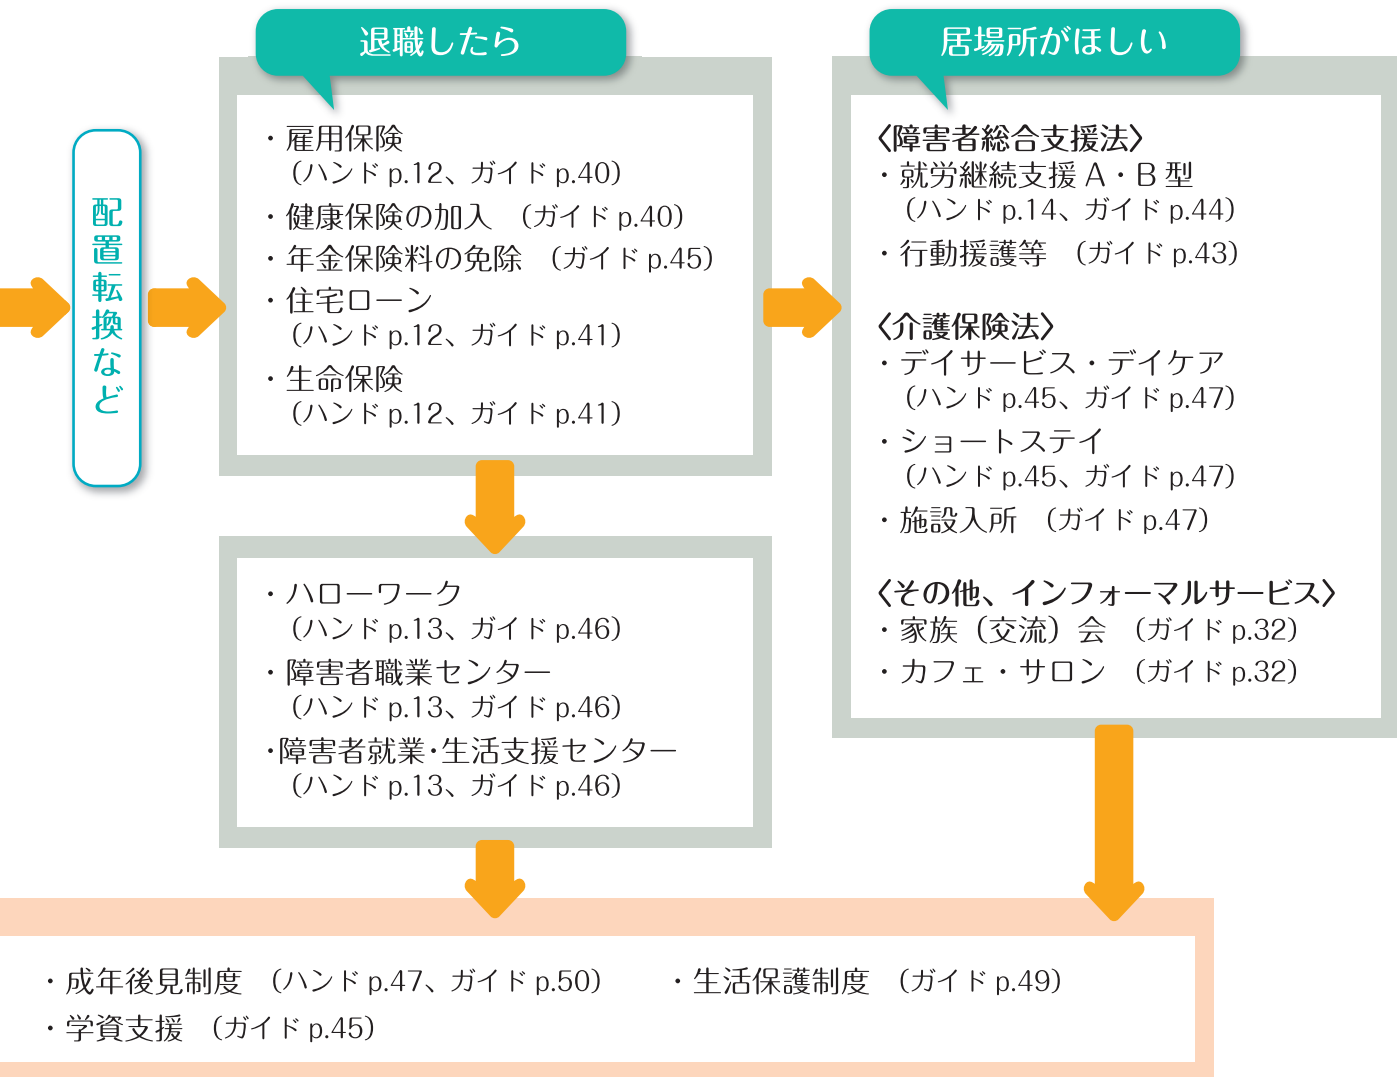 配置転換など
退職したら
・雇用保険
（ハンド p.12、ガイド p.40）
・健康保険の加入　（ガイド p.40）
・年金保険料の免除　（ガイド p.45）
・住宅ローン
（ハンド p.12、ガイド p.41）
・生命保険
（ハンド p.12、ガイド p.41）
・ハローワーク
（ハンド p.13、ガイド p.46）
・障害者職業センター
（ハンド p.13、ガイド p.46）
・障害者就業・生活支援センター
（ハンド p.13、ガイド p.46）
居場所がほしい
〈障害者総合支援法〉
・就労継続支援 A・B 型
（ハンド p.14、ガイド p.44）
・行動援護等　（ガイド p.43）
〈介護保険法〉
・デイサービス・デイケア
（ハンド p.45、ガイド p.47）
・ショートステイ
（ハンド p.45、ガイド p.47）
・施設入所　（ガイド p.47）
〈その他、インフォーマルサービス〉
・家族（交流）会　（ガイド p.32）
・カフェ・サロン　（ガイド p.32）
・成年後見制度　（ハンド p.47、ガイド p.50）
・生活保護制度　（ガイド p.49）
・学資支援　（ガイド p.45）